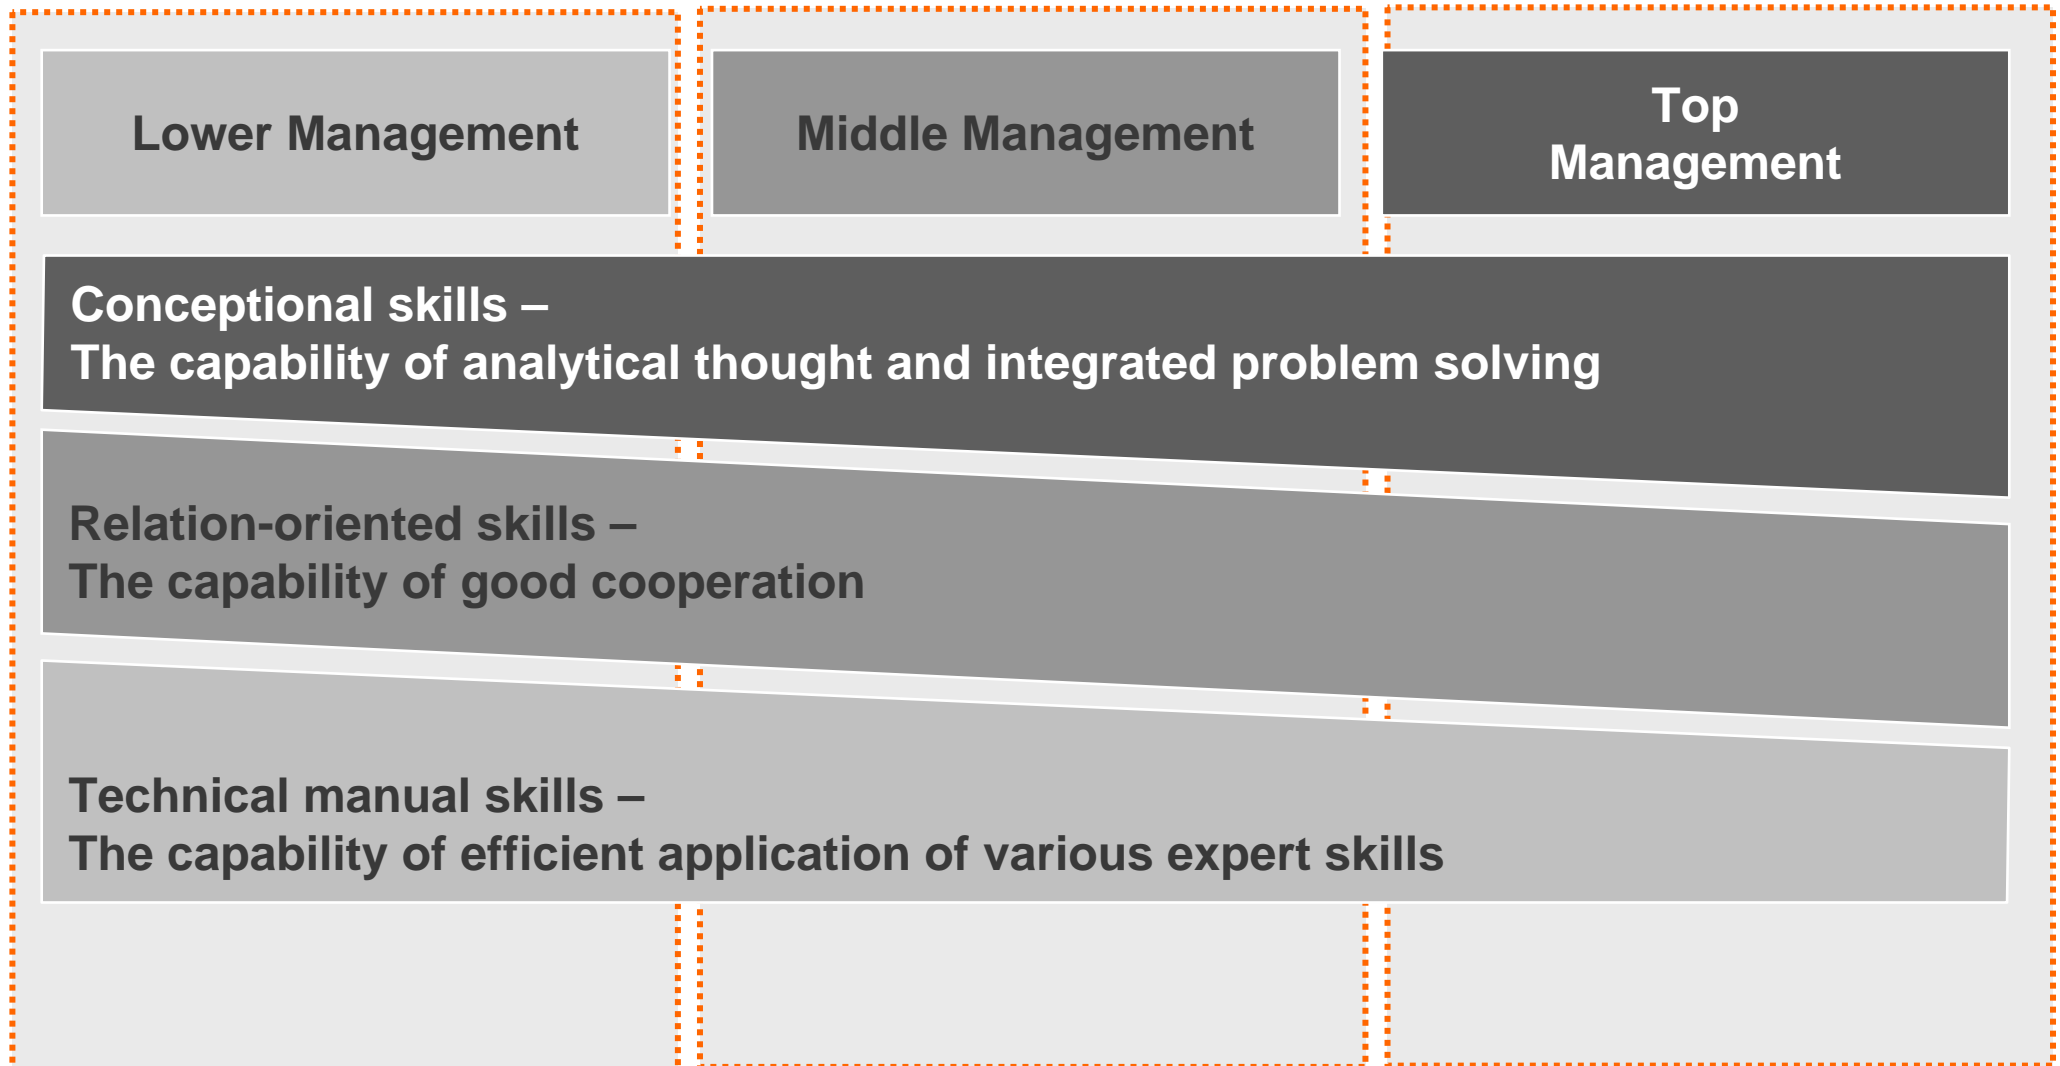 Lower Management
Middle Management
Top
Management
Conceptional skills –
The capability of analytical thought and integrated problem solving
Relation-oriented skills –
The capability of good cooperation
Technical manual skills –
The capability of efficient application of various expert skills